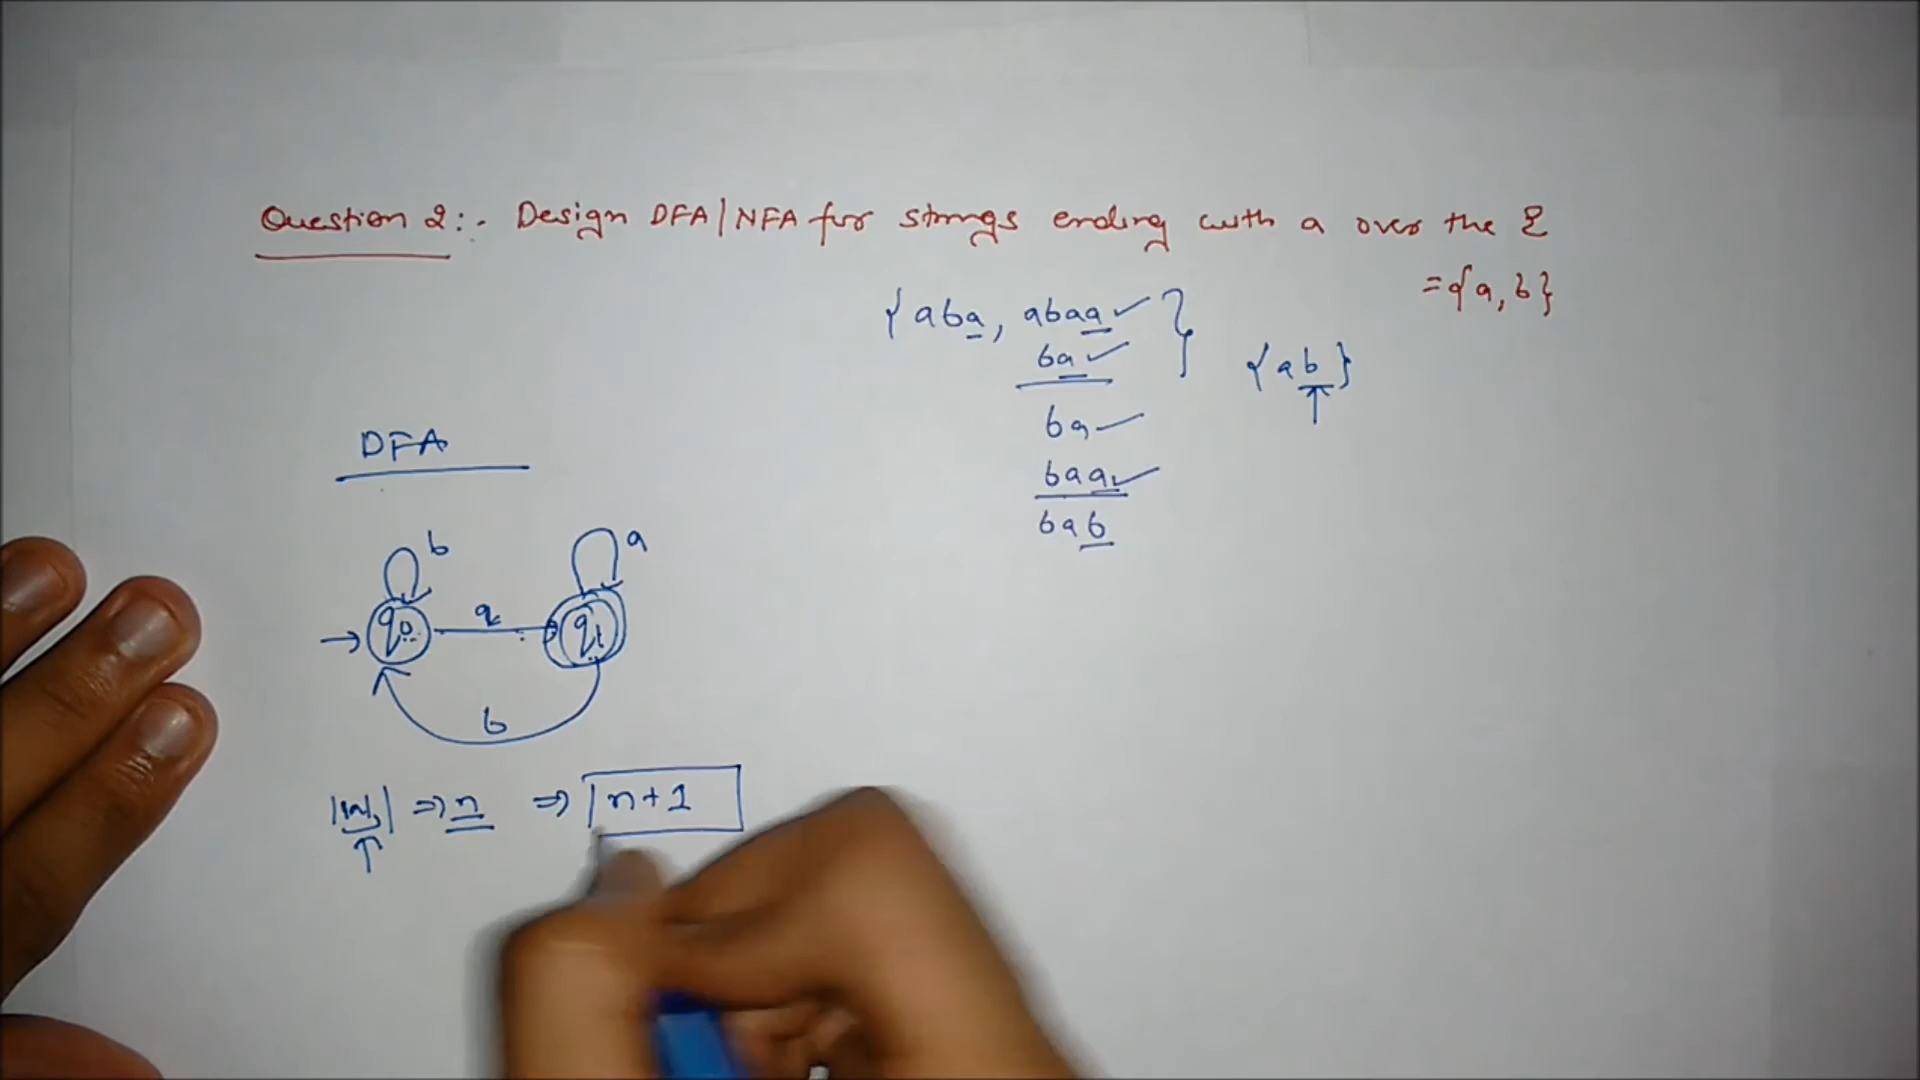 Question 2:- Design DFA/NFA for strings ending with a over the Σ
= {a, b}
{aba, abaa ✓ }
ba ✓
{ab}
↑
ba ✓
baa ✓
bab
DFA
b
a
→ q0
a
q1
b
|w| ⇒ n ⇒ n+1
↑